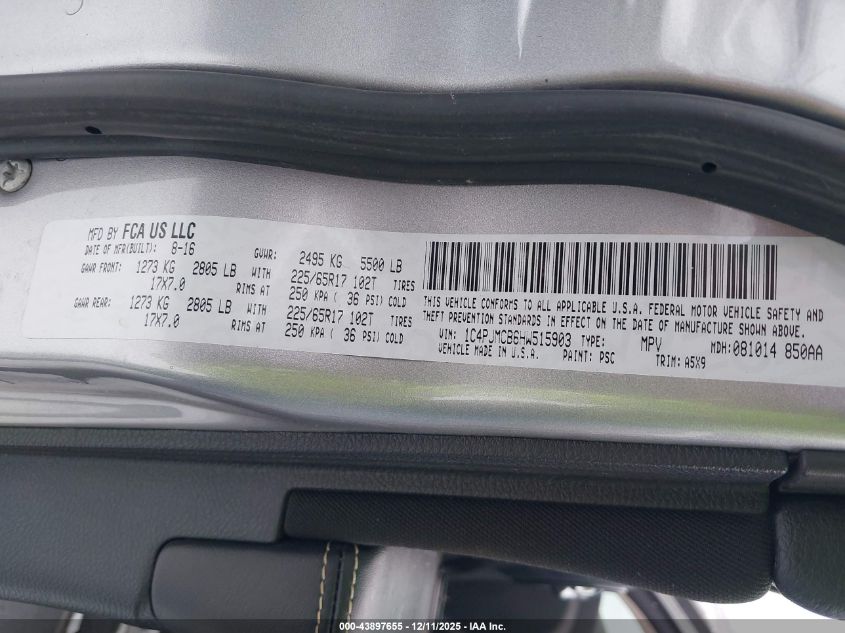 MFD BY FCA US LLC
DATE OF MFR(BUILT): 8-16 GVWR: 2495 KG 5500 LB
GAWR FRONT: 1273 KG 2805 LB WITH 225/65R17 102T TIRES
17X7.0 RIMS AT 250 KPA ( 36 PSI) COLD
GAWR REAR: 1273 KG 2805 LB WITH 225/65R17 102T TIRES
17X7.0 RIMS AT 250 KPA ( 36 PSI) COLD
THIS VEHICLE CONFORMS TO ALL APPLICABLE U.S.A. FEDERAL MOTOR VEHICLE SAFETY AND
THEFT PREVENTION STANDARDS IN EFFECT ON THE DATE OF MANUFACTURE SHOWN ABOVE.
VIN: 1C4PJMCB6HW515903 TYPE: MPV MDH: 081014 850AA
VEHICLE MADE IN U.S.A. PAINT: PSC TRIM: A5X9
000-43897655 - 12/11/2025 - IAA Inc.